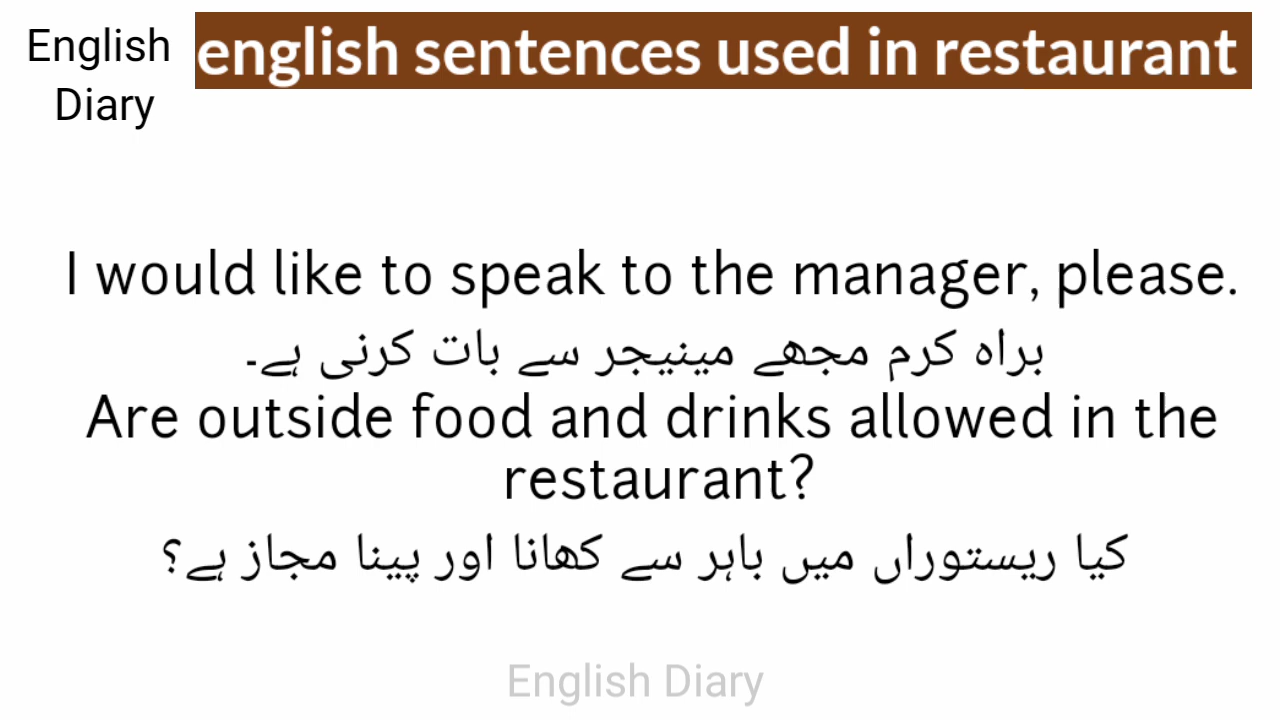 English
Diary
english sentences used in restaurant
I would like to speak to the manager, please.
براہ کرم مجھے مینیجر سے بات کرنی ہے۔
Are outside food and drinks allowed in the
restaurant?
کیا ریستوراں میں باہر سے کھانا اور پینا مجاز ہے؟
English Diary